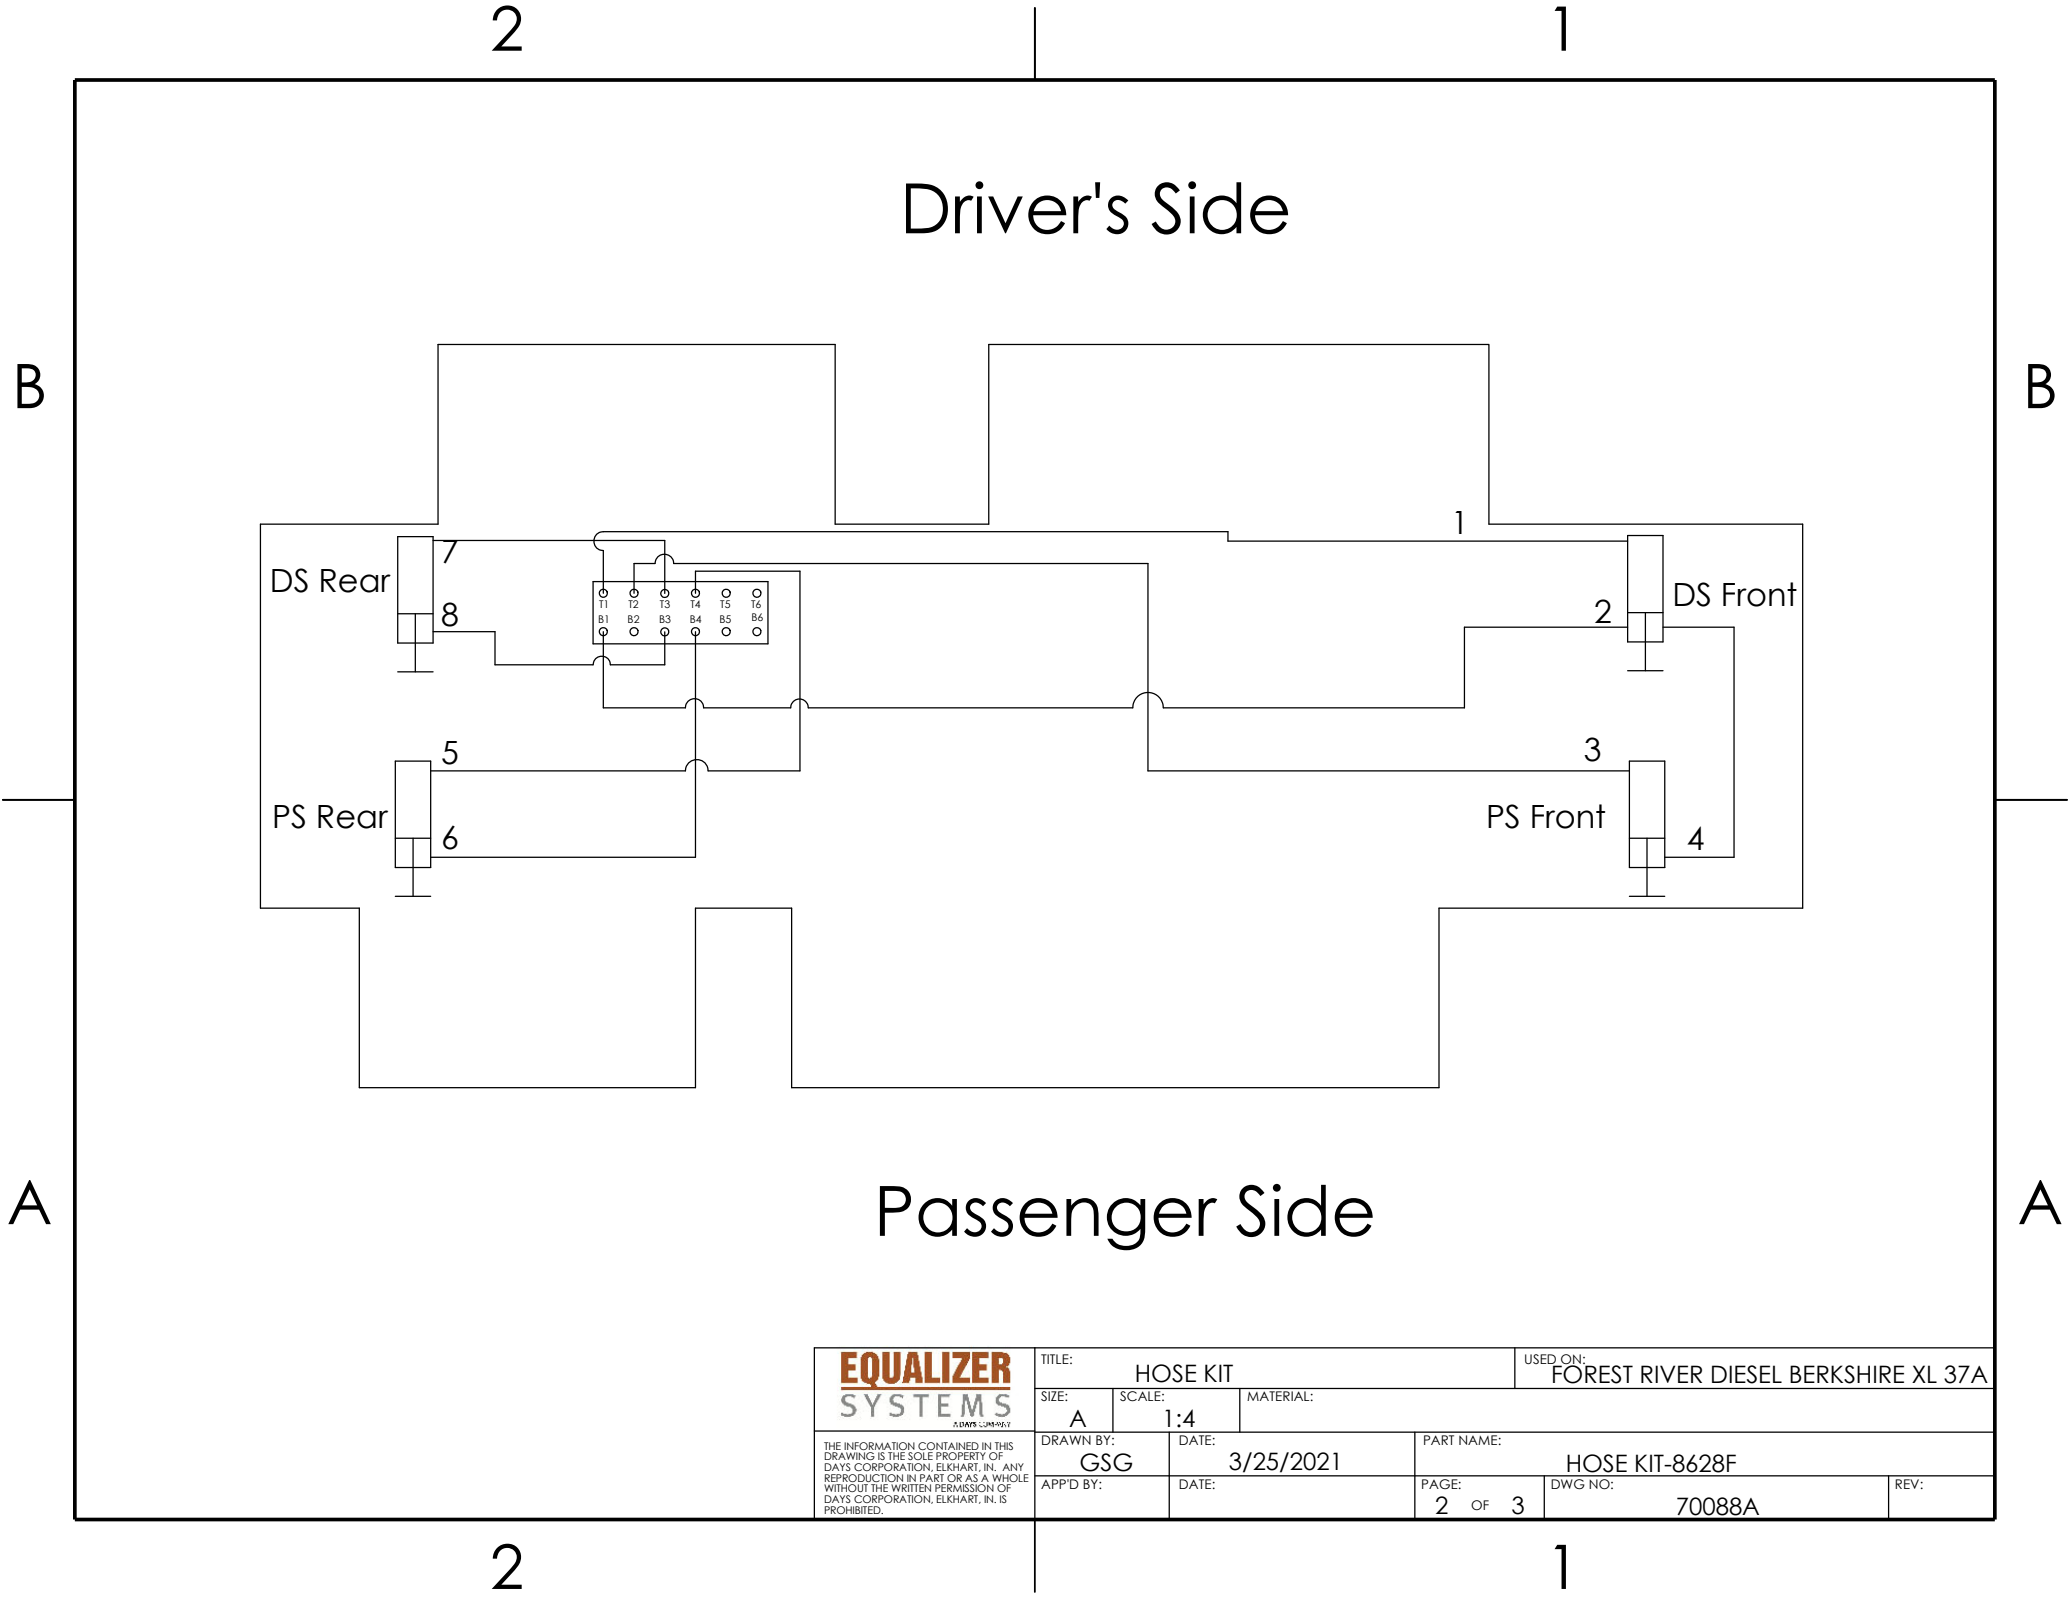 2 1
Driver's Side
B B
1
7
DS Rear
8
2 DS Front
T1 T2 T3 T4 T5 T6
B1 B2 B3 B4 B5 B6
5 3
PS Rear PS Front
6 4
A A
Passenger Side
EQUALIZER
SYSTEMS
A DAYS COMPANY
THE INFORMATION CONTAINED IN THIS
DRAWING IS THE SOLE PROPERTY OF
DAYS CORPORATION, ELKHART, IN. ANY
REPRODUCTION IN PART OR AS A WHOLE
WITHOUT THE WRITTEN PERMISSION OF
DAYS CORPORATION, ELKHART, IN. IS
PROHIBITED.
TITLE: HOSE KIT
USED ON: FOREST RIVER DIESEL BERKSHIRE XL 37A
SIZE: A
SCALE: 1:4
MATERIAL:
DRAWN BY: GSG
DATE: 3/25/2021
PART NAME: HOSE KIT-8628F
APP'D BY:
DATE:
PAGE: 2 OF 3
DWG NO: 70088A
REV:
2 1